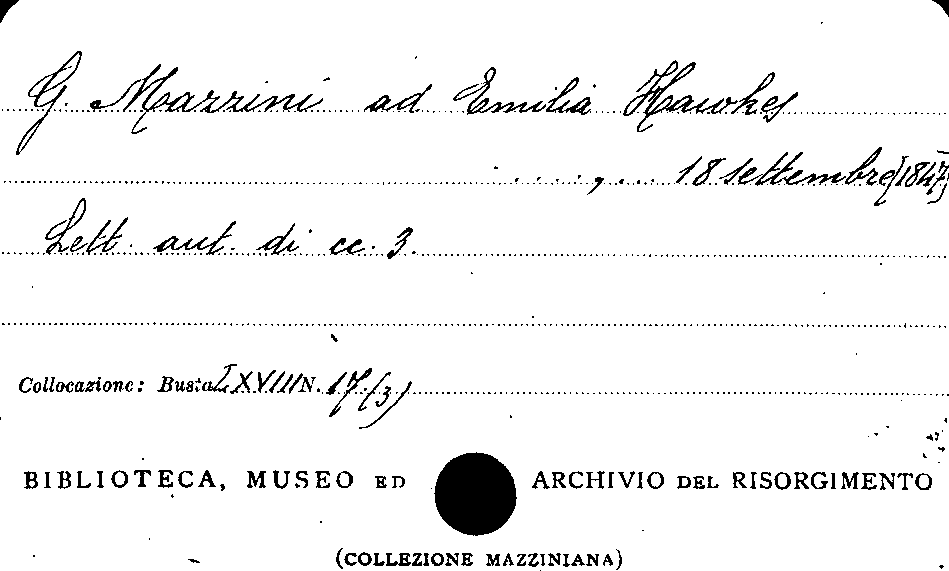 G. Mazzini ad Emilia Hawkes
....,... 18 settembre [1847]
Lett. aut. di cc. 3.
Collocazione: Busta LXVIII N. 17 (3)
BIBLIOTECA, MUSEO ED ARCHIVIO DEL RISORGIMENTO
(COLLEZIONE MAZZINIANA)